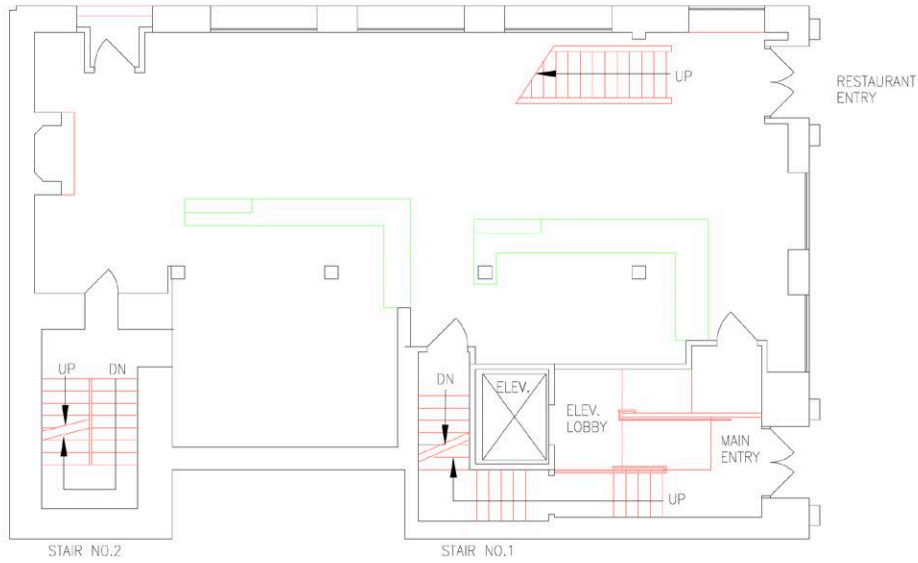 UP
RESTAURANT
ENTRY
UP
DN
DN
ELEV.
ELEV.
LOBBY
MAIN
ENTRY
UP
STAIR NO.2
STAIR NO.1